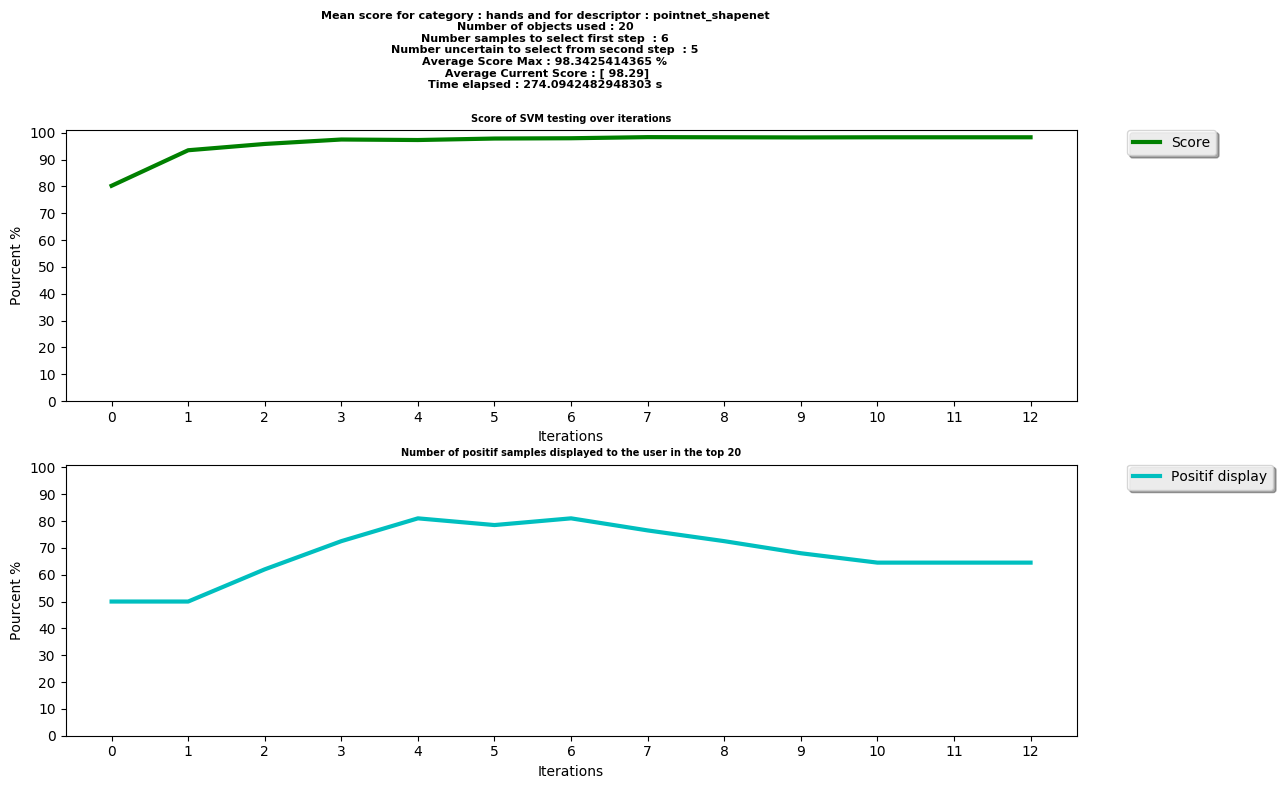 Mean score for category : hands and for descriptor : pointnet_shapenet
Number of objects used : 20
Number samples to select first step  : 6
Number uncertain to select from second step  : 5
Average Score Max : 98.3425414365 %
Average Current Score : [ 98.29]
Time elapsed : 274.0942482948303 s
Score of SVM testing over iterations
100
90
80
70
60
50
40
30
20
10
0
Pourcent %
0 1 2 3 4 5 6 7 8 9 10 11 12
Iterations
Score
Number of positif samples displayed to the user in the top 20
100
90
80
70
60
50
40
30
20
10
0
Pourcent %
0 1 2 3 4 5 6 7 8 9 10 11 12
Iterations
Positif display